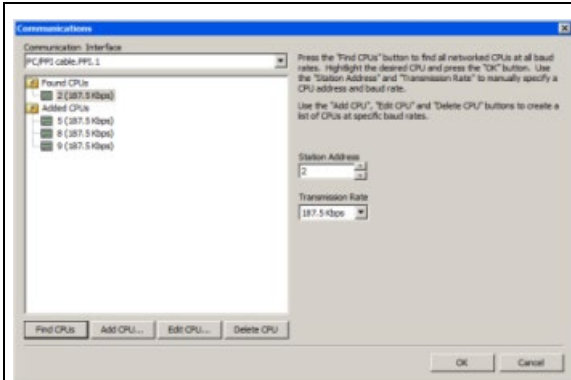 Communications
Communication Interface
PC/PPI cable.PPI.1
Press the "Find CPUs" button to find all networked CPUs at all baud
rates. Highlight the desired CPU and press the "OK" button. Use
the "Station Address" and "Transmission Rate" to manually specify a
CPU address and baud rate.
Use the "Add CPU", "Edit CPU" and "Delete CPU" buttons to create a
list of CPUs at specific baud rates.
Found CPUs
2 (187.5 Kbps)
Added CPUs
5 (187.5 Kbps)
8 (187.5 Kbps)
9 (187.5 Kbps)
Station Address
2
Transmission Rate
187.5 Kbps
Find CPUs
Add CPU...
Edit CPU...
Delete CPU
OK
Cancel